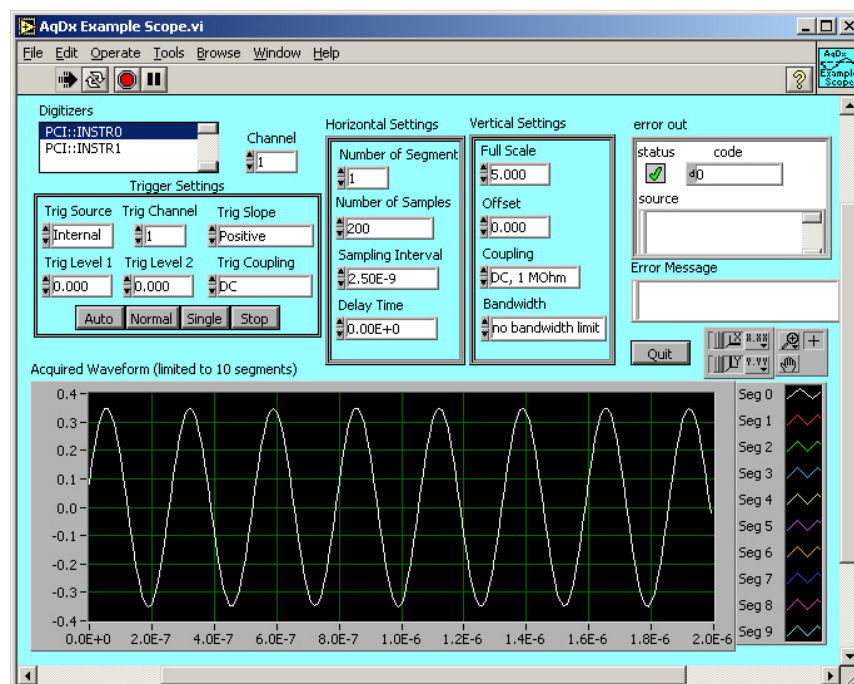 AqDx Example Scope.vi
File Edit Operate Tools Browse Window Help
AqDx
Example
Scope
Digitizers
PCI::INSTR0
PCI::INSTR1
Channel
1
Trigger Settings
Trig Source Trig Channel Trig Slope
Internal 1 Positive
Trig Level 1 Trig Level 2 Trig Coupling
0.000 0.000 DC
Auto Normal Single Stop
Horizontal Settings
Number of Segment
1
Number of Samples
200
Sampling Interval
2.50E-9
Delay Time
0.00E+0
Vertical Settings
Full Scale
5.000
Offset
0.000
Coupling
DC, 1 MOhm
Bandwidth
no bandwidth limit
error out
status code
d0
source
Error Message
Quit
X X.XX
Y Y.YY
Acquired Waveform (limited to 10 segments)
0.4
0.3
0.2
0.1
0.0
-0.1
-0.2
-0.3
-0.4
0.0E+0 2.0E-7 4.0E-7 6.0E-7 8.0E-7 1.0E-6 1.2E-6 1.4E-6 1.6E-6 1.8E-6 2.0E-6
Seg 0
Seg 1
Seg 2
Seg 3
Seg 4
Seg 5
Seg 6
Seg 7
Seg 8
Seg 9